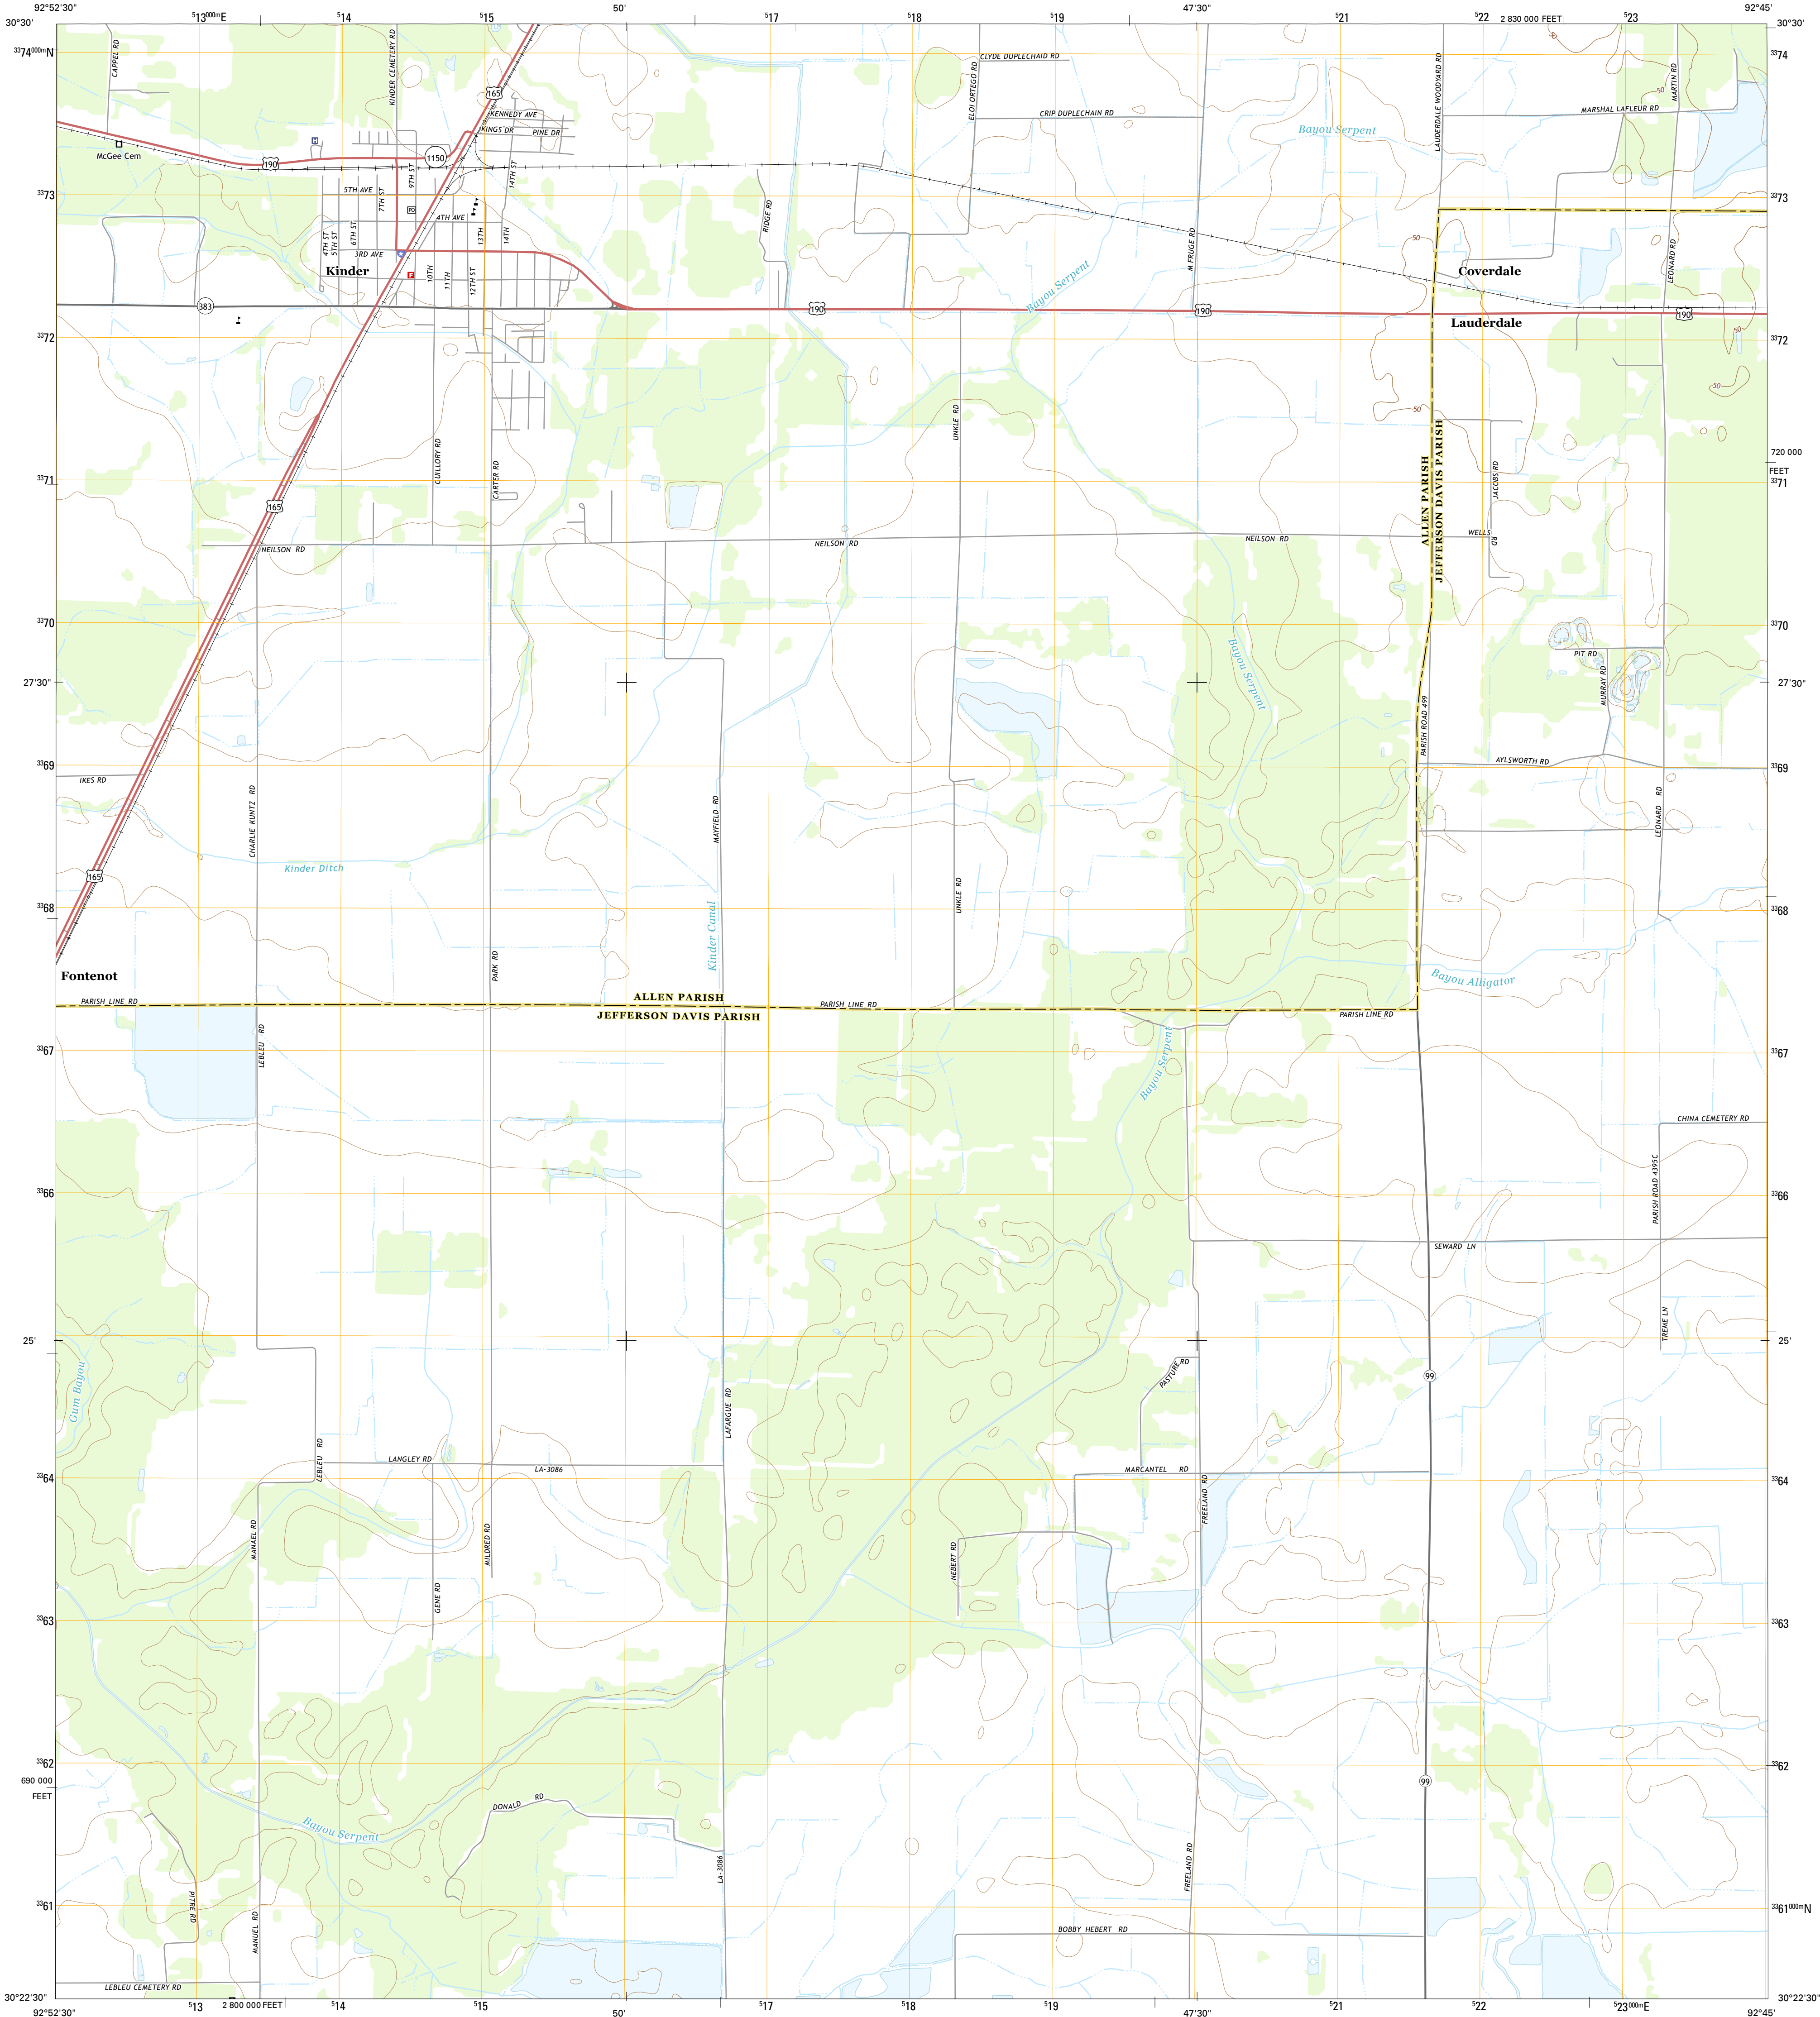 92°52'30"
513000mE
514
515
50'
517
518
519
47'30"
521
522
2 830 000 FEET
523
92°45'
30°30'
30°30'
3374000mN
3374
CAPPEL RD
KINDER CEMETERY RD
165
ELOI ORTEGO RD
CLYDE DUPLECHAID RD
LAUDERDALE WOODYARD RD
MARTIN RD
50
50
KENNEDY AVE
KINGS DR
PINE DR
CRIP DUPLECHAIN RD
MARSHAL LAFLEUR RD
Bayou Serpent
McGee Cem
190
1150
9TH ST
14TH ST
3373
3373
5TH AVE
7TH ST
PO
4TH AVE
4TH ST
5TH ST
6TH ST
3RD AVE
13TH
14TH
RIDGE RD
M FRUGE RD
50
LEONARD RD
Kinder
F
10TH
11TH
12TH ST
Bayou Serpent
Coverdale
383
190
190
190
Lauderdale
3372
3372
50
50
50
UNKLE RD
GUILLORY RD
CARTER RD
ALLEN PARISH
JEFFERSON DAVIS PARISH
JACOBS RD
720 000
FEET
3371
3371
165
NEILSON RD
NEILSON RD
NEILSON RD
WELLS
RD
3370
3370
Bayou Serpent
PIT RD
MURRAY RD
27'30"
27'30"
PARISH ROAD 499
3369
3369
IKES RD
AYLSWORTH RD
CHARLIE KUNTZ RD
MAYFIELD RD
LEONARD RD
Kinder Ditch
165
UNKLE RD
3368
3368
Kinder Canal
PARK RD
Fontenot
Bayou Alligator
PARISH LINE RD
ALLEN PARISH
PARISH LINE RD
JEFFERSON DAVIS PARISH
PARISH LINE RD
LEBLEU RD
3367
3367
Bayou Serpent
CHINA CEMETERY RD
PARISH ROAD 4395C
3366
3366
SEWARD LN
TREME LN
25'
25'
Gum Bayou
PASTURE RD
99
LAFARGUE RD
LEBLEU RD
LANGLEY RD
LA-3086
MARCANTEL RD
3364
3364
FREELAND RD
MANAEL RD
MILDRED RD
NEBERT RD
GENE RD
3363
3363
3362
3362
690 000
FEET
99
DONALD RD
Bayou Serpent
LA-3086
FREELAND RD
PITRE RD
3361
3361000mN
MANUEL RD
BOBBY HEBERT RD
LEBLEU CEMETERY RD
30°22'30"
30°22'30"
92°52'30"
513
2 800 000 FEET
514
515
50'
517
518
519
47'30"
521
522
523000mE
92°45'